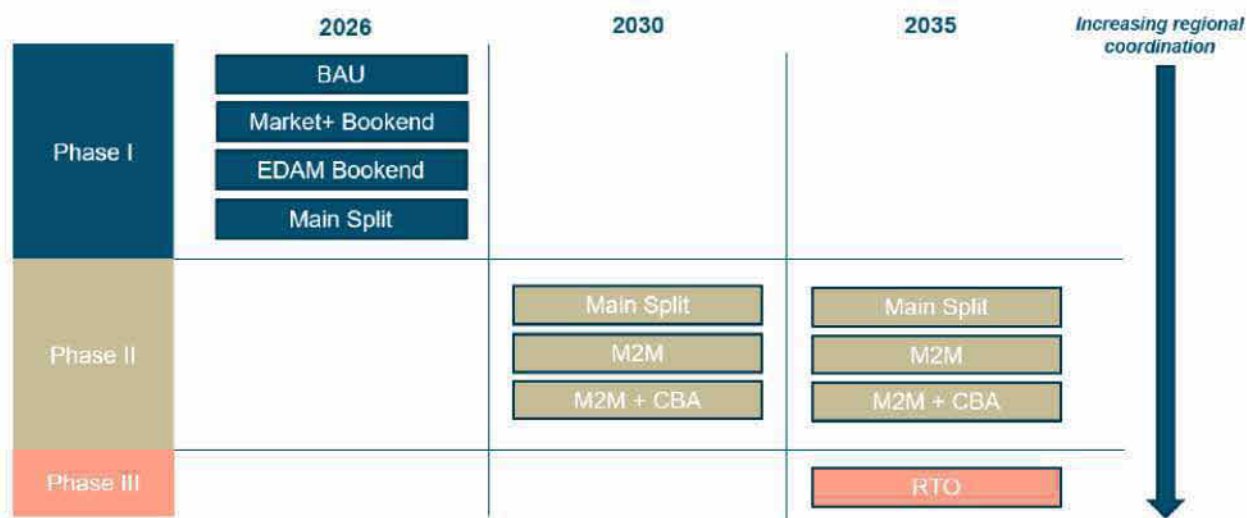 2026
2030
2035
Increasing regional
coordination
Phase I
BAU
Market+ Bookend
EDAM Bookend
Main Split
Phase II
Main Split
Main Split
M2M
M2M
M2M + CBA
M2M + CBA
Phase III
RTO